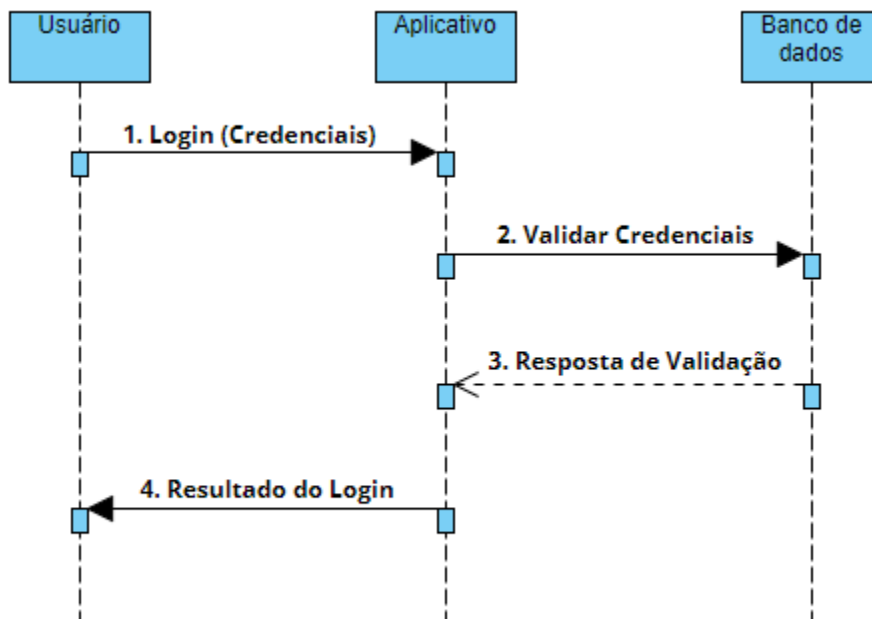 Usuário
Aplicativo
Banco de
dados
1. Login (Credenciais)
2. Validar Credenciais
3. Resposta de Validação
4. Resultado do Login